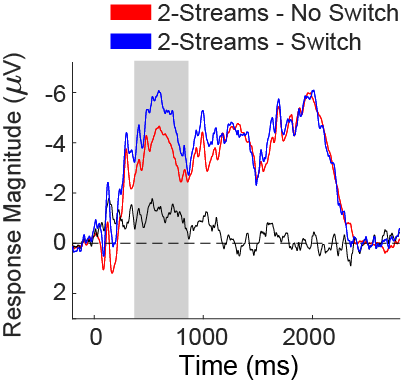 2-Streams - No Switch
2-Streams - Switch
Response Magnitude (μV)
-6
-4
-2
0
2
0
1000
2000
Time (ms)